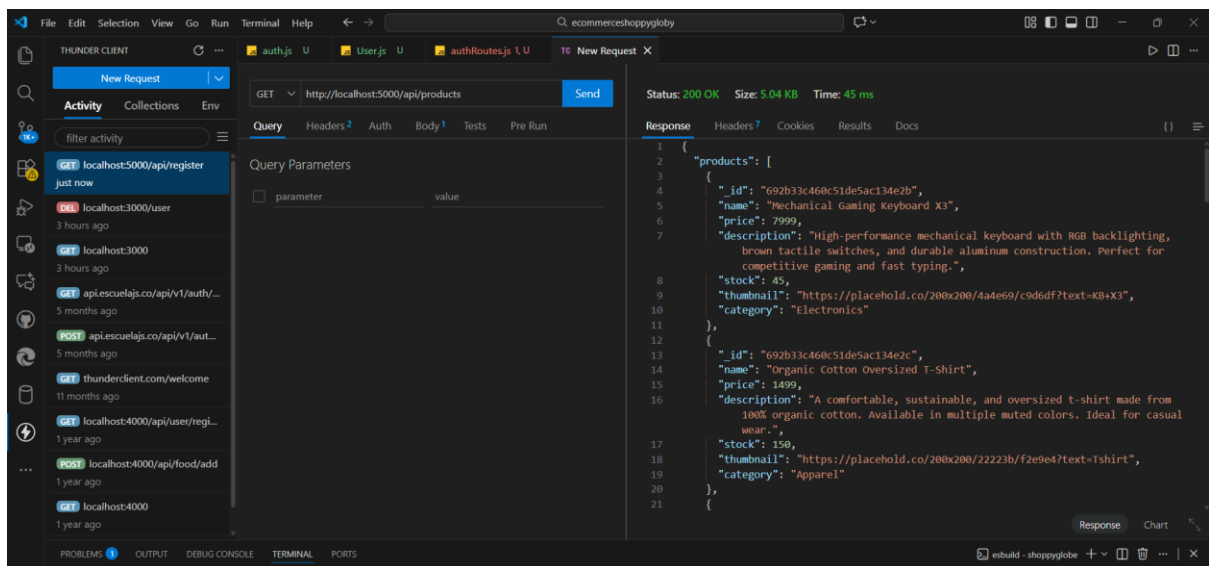 File Edit Selection View Go Run Terminal Help
ecommerceshoppygloby
THUNDER CLIENT
auth.js U
User.js U
authRoutes.js 1, U
TC New Request
New Request
Activity Collections Env
filter activity
1K+
GET localhost:5000/api/register
just now
DEL localhost:3000/user
3 hours ago
GET localhost:3000
3 hours ago
GET api.escuelajs.co/api/v1/auth/...
5 months ago
POST api.escuelajs.co/api/v1/aut...
5 months ago
GET thunderclient.com/welcome
11 months ago
GET localhost:4000/api/user/regi...
1 year ago
POST localhost:4000/api/food/add
1 year ago
GET localhost:4000
1 year ago
GET http://localhost:5000/api/products Send
Query Headers 2 Auth Body 1 Tests Pre Run
Query Parameters
parameter value
Status: 200 OK Size: 5.04 KB Time: 45 ms
Response Headers 7 Cookies Results Docs {}
1 {
2 "products": [
3 {
4 "_id": "692b33c460c51de5ac134e2b",
5 "name": "Mechanical Gaming Keyboard X3",
6 "price": 7999,
7 "description": "High-performance mechanical keyboard with RGB backlighting,
brown tactile switches, and durable aluminum construction. Perfect for
competitive gaming and fast typing.",
8 "stock": 45,
9 "thumbnail": "https://placehold.co/200x200/4a4e69/c9d6df?text=KB+X3",
10 "category": "Electronics"
11 },
12 {
13 "_id": "692b33c460c51de5ac134e2c",
14 "name": "Organic Cotton Oversized T-Shirt",
15 "price": 1499,
16 "description": "A comfortable, sustainable, and oversized t-shirt made from
100% organic cotton. Available in multiple muted colors. Ideal for casual
wear.",
17 "stock": 150,
18 "thumbnail": "https://placehold.co/200x200/22223b/f2e9e4?text=Tshirt",
19 "category": "Apparel"
20 },
21 {
Response Chart
PROBLEMS 1 OUTPUT DEBUG CONSOLE TERMINAL PORTS
esbuild - shoppyglobe